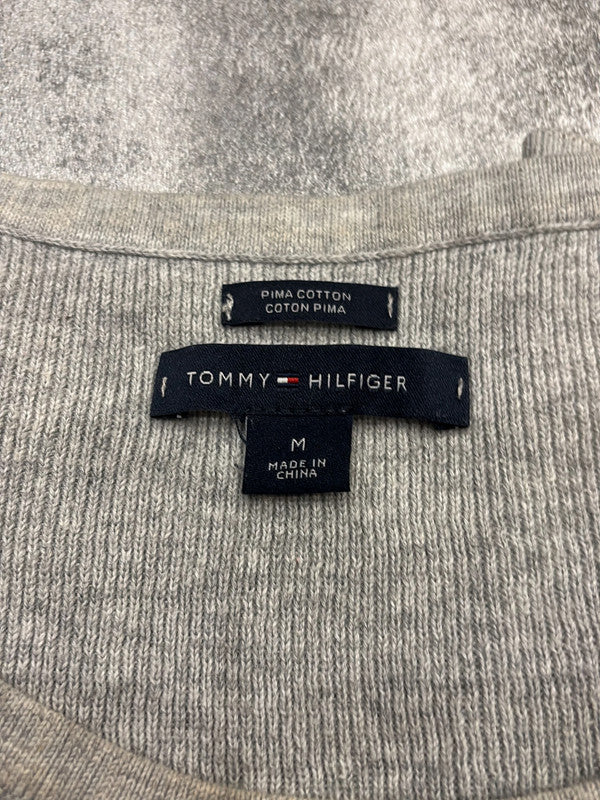 PIMA COTTON
COTON PIMA
TOMMY HILFIGER
M
MADE IN
CHINA